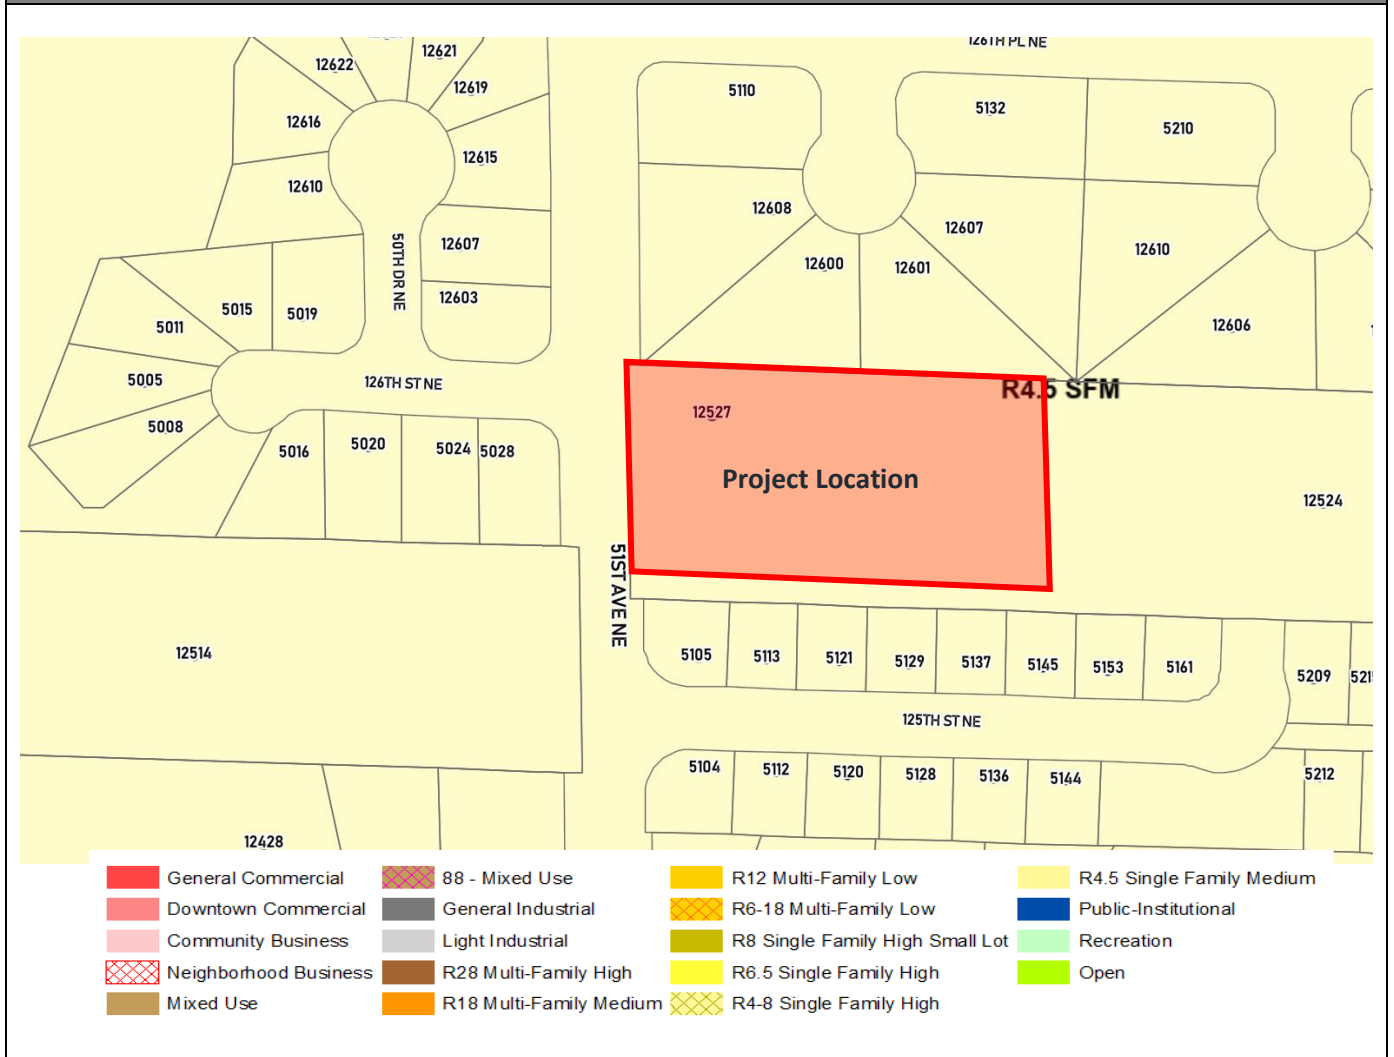 126TH PL NE
12621
12622
12619
12616
12615
12610
12607
12603
50TH DR NE
5015
5019
5011
5005
5008
126TH ST NE
5016
5020
5024
5028
5110
5132
5210
12608
12607
12600
12601
12610
12606
R4.5 SFM
12527
Project Location
12524
51ST AVE NE
12514
5105
5113
5121
5129
5137
5145
5153
5161
5209
125TH ST NE
5104
5112
5120
5128
5136
5144
5212
12428
General Commercial
Downtown Commercial
Community Business
Neighborhood Business
Mixed Use
88 - Mixed Use
General Industrial
Light Industrial
R28 Multi-Family High
R18 Multi-Family Medium
R12 Multi-Family Low
R6-18 Multi-Family Low
R8 Single Family High Small Lot
R6.5 Single Family High
R4-8 Single Family High
R4.5 Single Family Medium
Public-Institutional
Recreation
Open